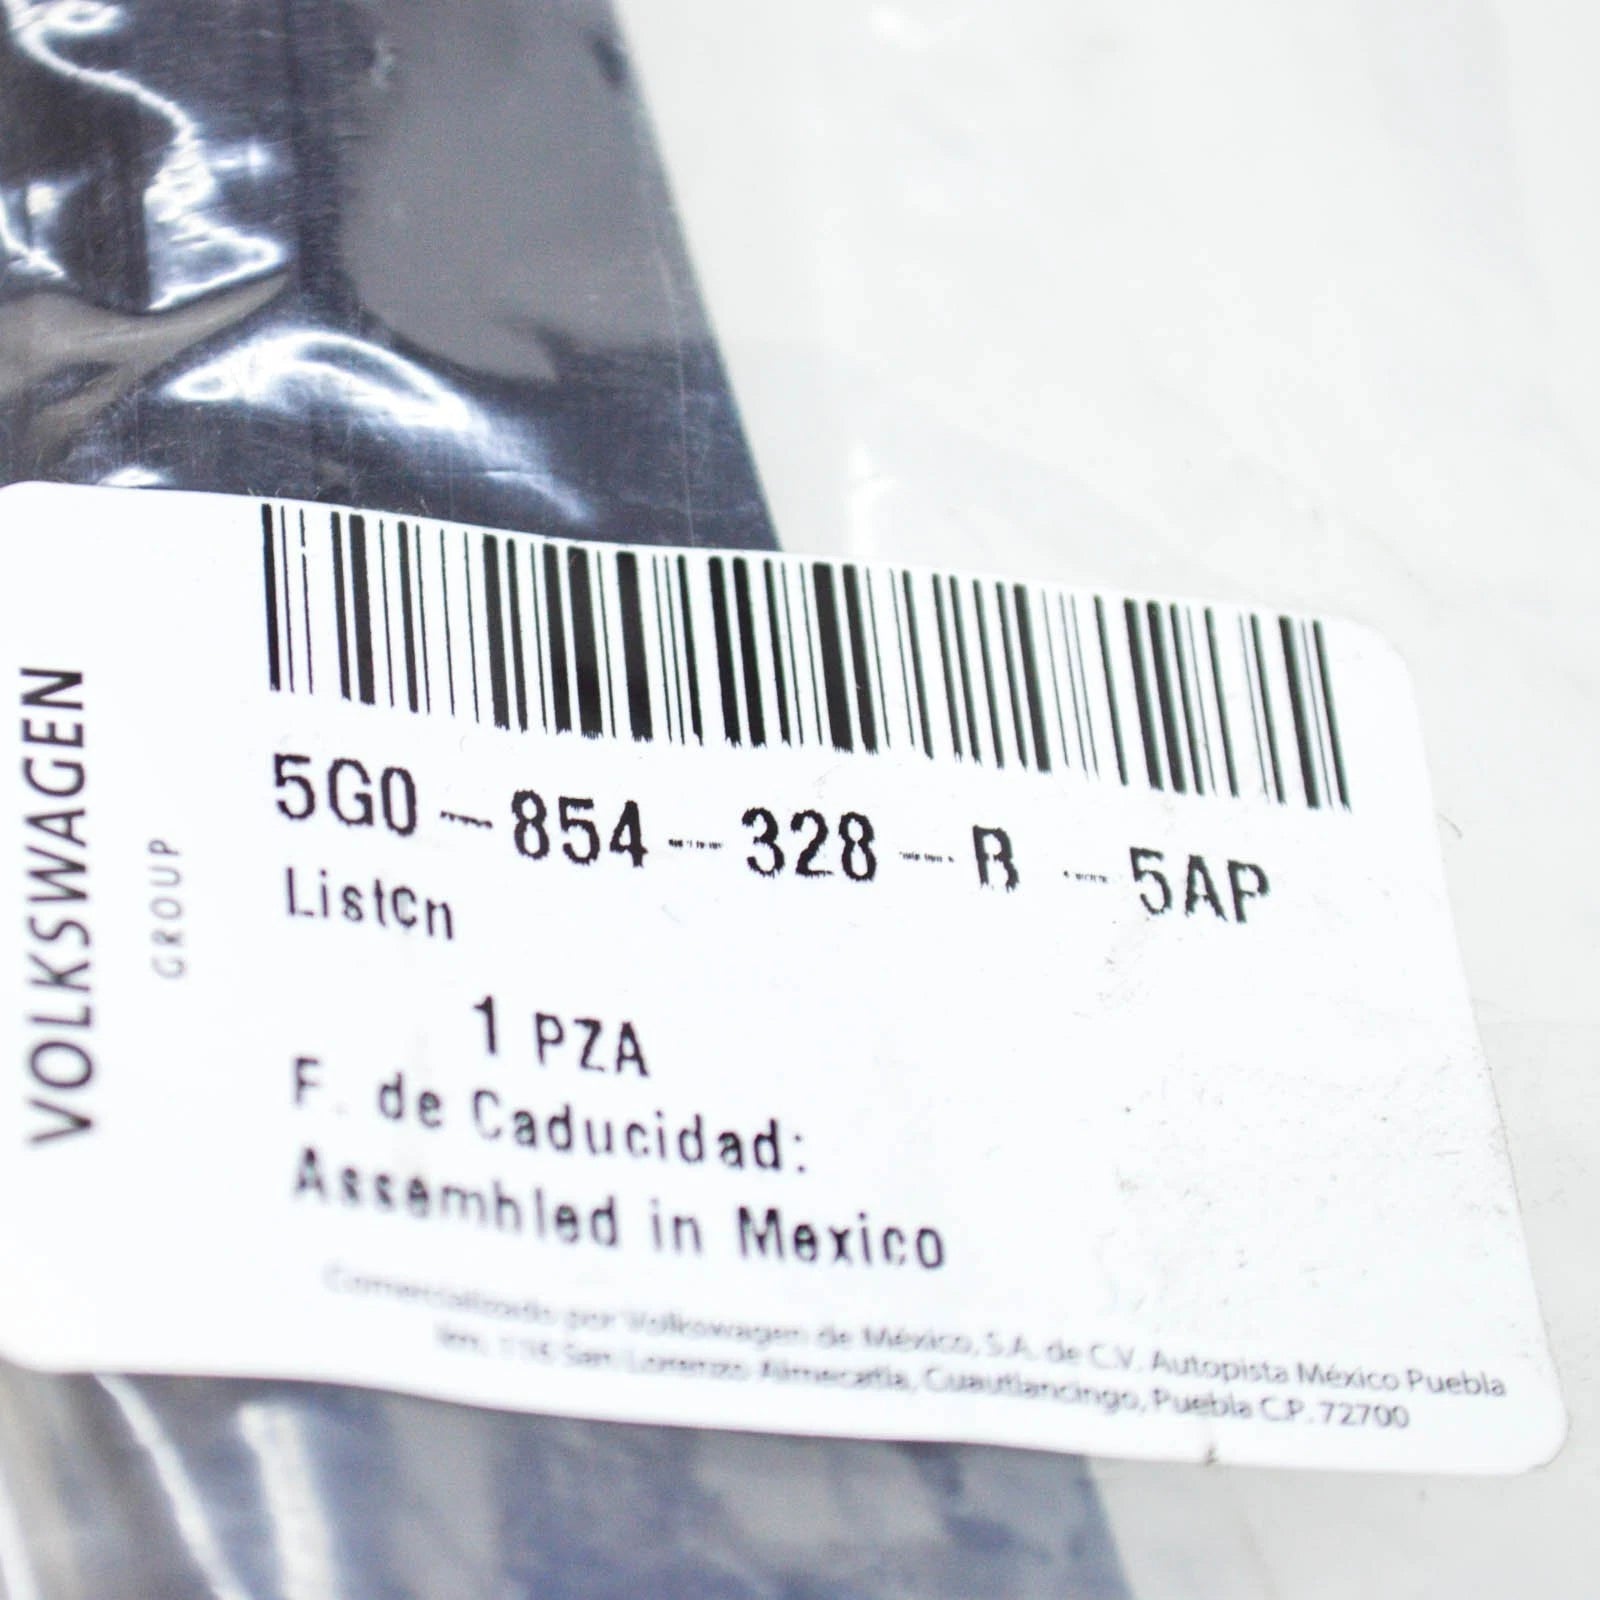 VOLKSWAGEN
GROUP
5G0-854-328-B -5AP
ListCn
1 PZA
F. de Caducidad:
Assembled in Mexico
Comercializado por Volkswagen de México, S.A. de C.V. Autopista México Puebla
km. 116 San Lorenzo Almecatla, Cuautlancingo, Puebla C.P. 72700